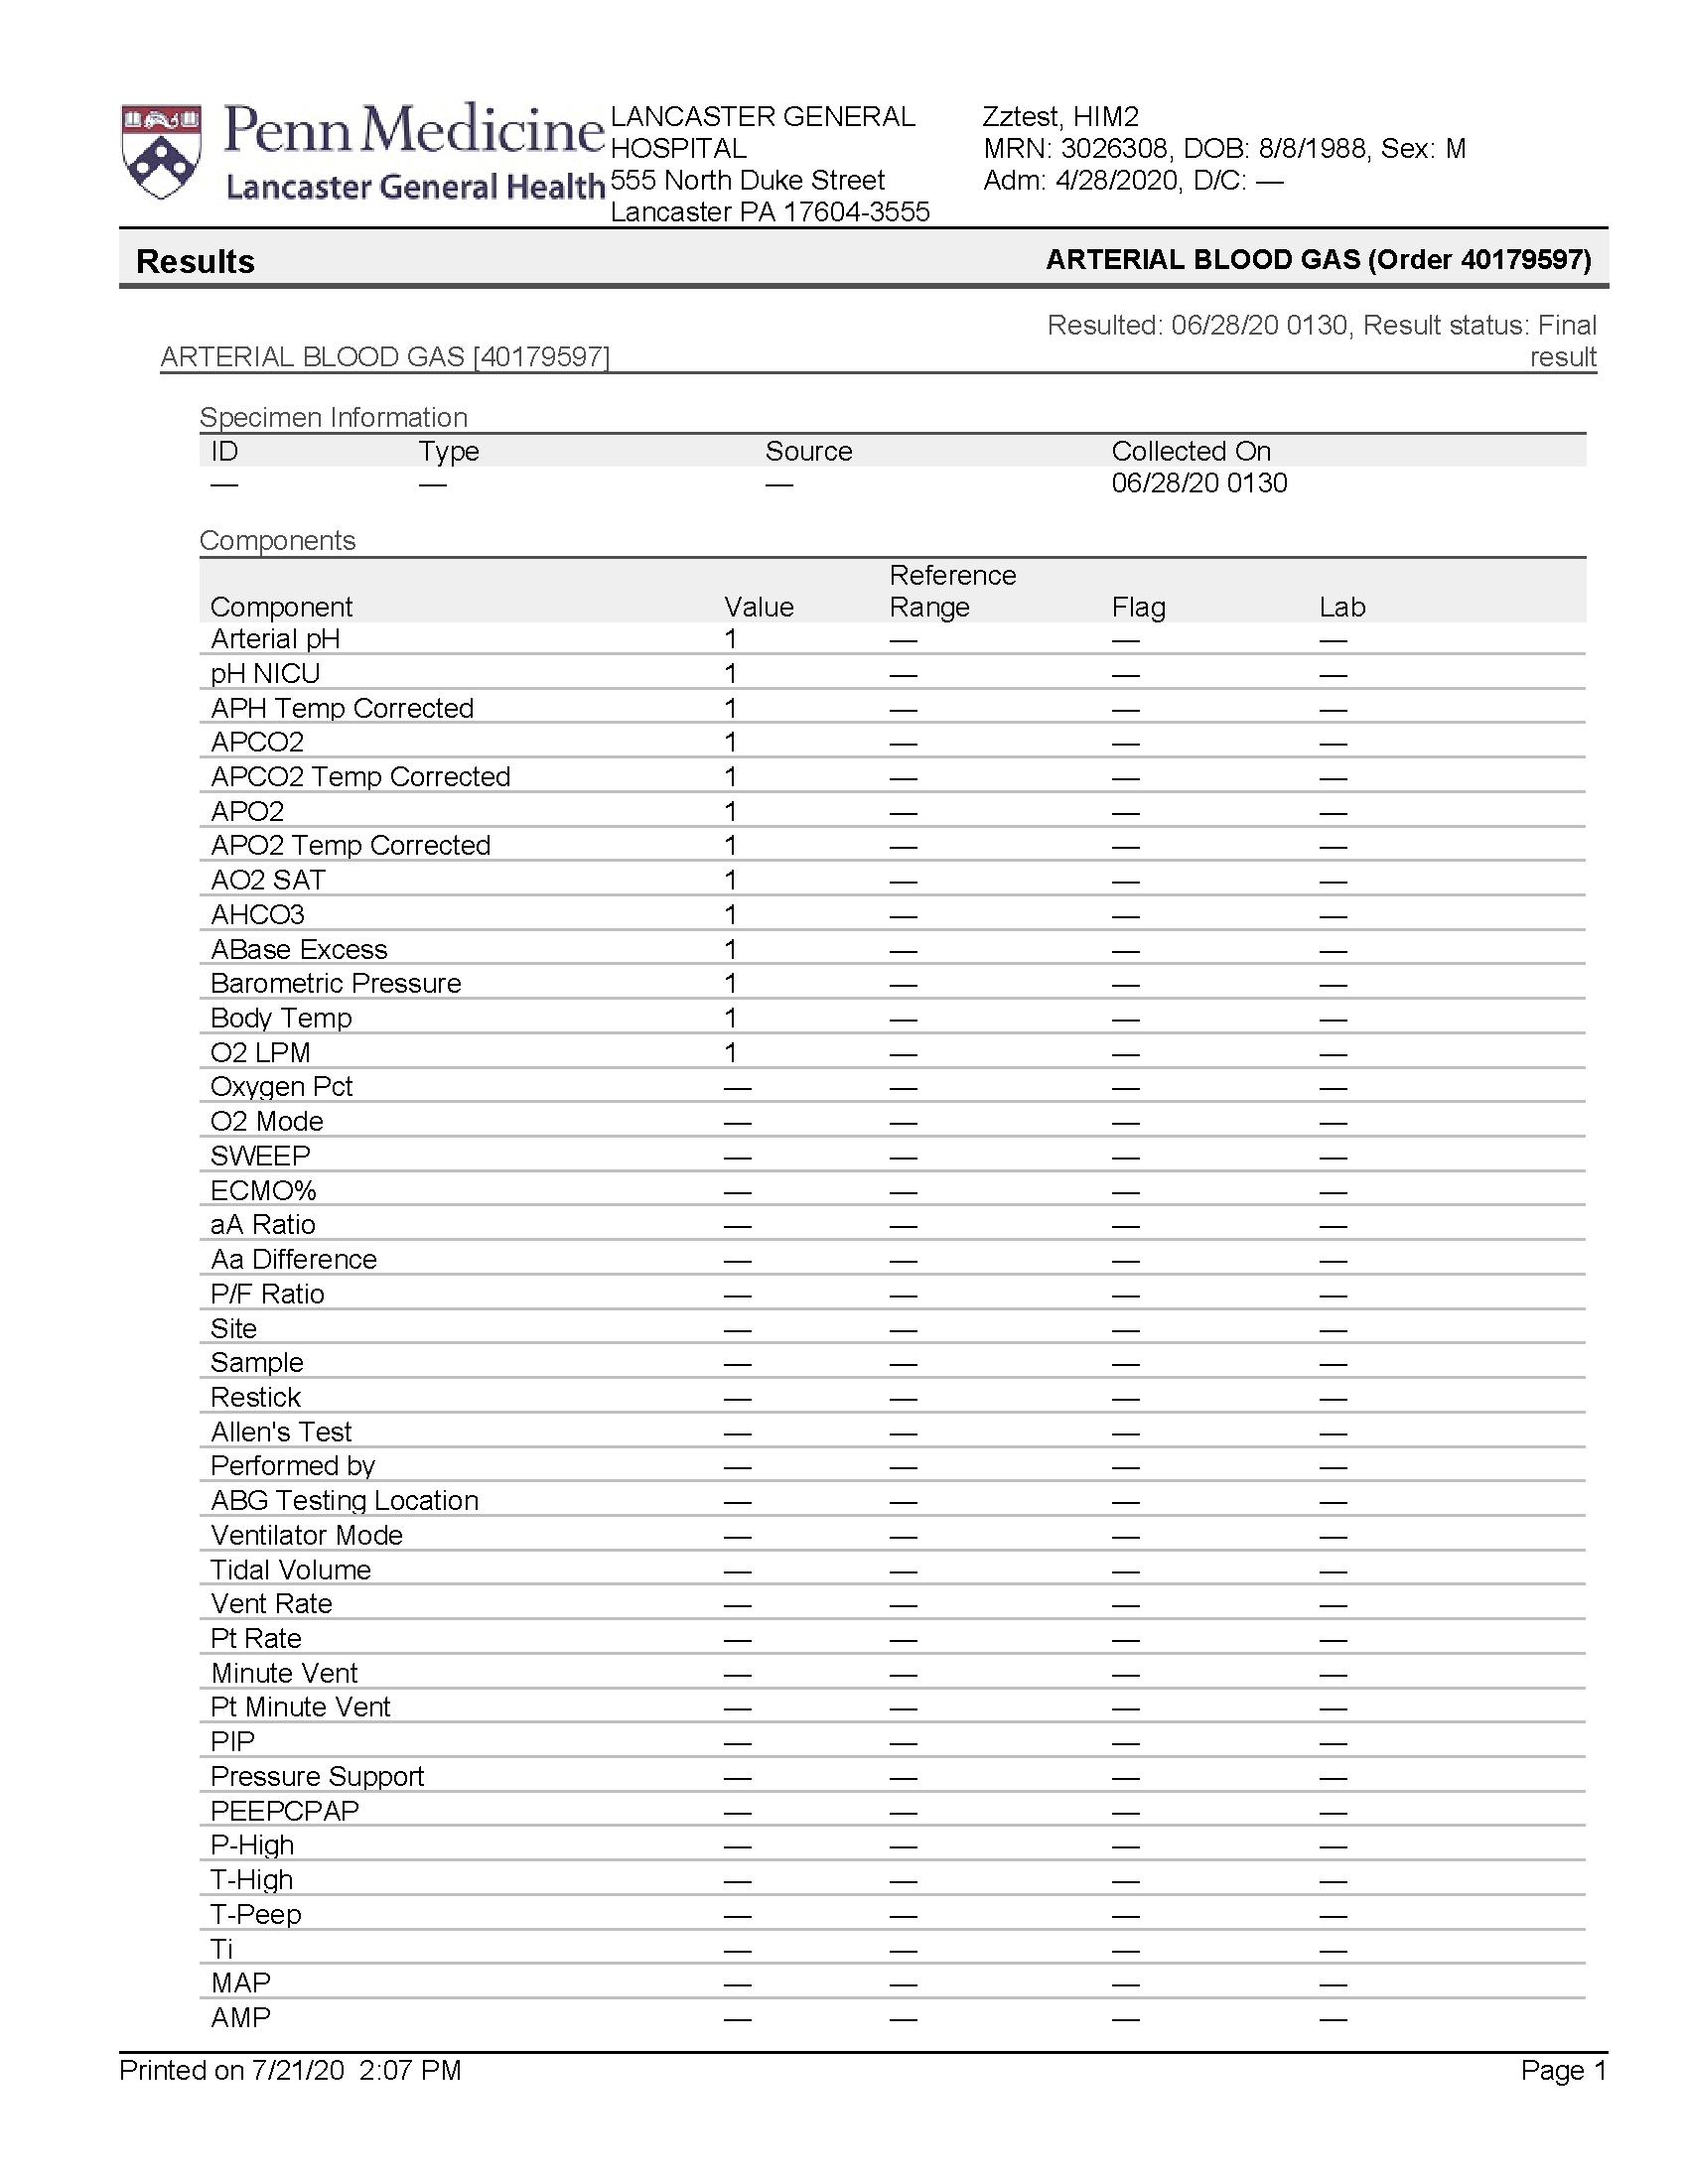 Penn Medicine
Lancaster General Health
LANCASTER GENERAL
HOSPITAL
555 North Duke Street
Lancaster PA 17604-3555
Zztest, HIM2
MRN: 3026308, DOB: 8/8/1988, Sex: M
Adm: 4/28/2020, D/C: —
Results ARTERIAL BLOOD GAS (Order 40179597)
Resulted: 06/28/20 0130, Result status: Final
ARTERIAL BLOOD GAS [40179597] result
Specimen Information
ID Type Source Collected On
— — — 06/28/20 0130
Components
Reference
Component Value Range Flag Lab
Arterial pH 1 — — —
pH NICU 1 — — —
APH Temp Corrected 1 — — —
APCO2 1 — — —
APCO2 Temp Corrected 1 — — —
APO2 1 — — —
APO2 Temp Corrected 1 — — —
AO2 SAT 1 — — —
AHCO3 1 — — —
ABase Excess 1 — — —
Barometric Pressure 1 — — —
Body Temp 1 — — —
O2 LPM 1 — — —
Oxygen Pct — — — —
O2 Mode — — — —
SWEEP — — — —
ECMO% — — — —
aA Ratio — — — —
Aa Difference — — — —
P/F Ratio — — — —
Site — — — —
Sample — — — —
Restick — — — —
Allen's Test — — — —
Performed by — — — —
ABG Testing Location — — — —
Ventilator Mode — — — —
Tidal Volume — — — —
Vent Rate — — — —
Pt Rate — — — —
Minute Vent — — — —
Pt Minute Vent — — — —
PIP — — — —
Pressure Support — — — —
PEEPCPAP — — — —
P-High — — — —
T-High — — — —
T-Peep — — — —
Ti — — — —
MAP — — — —
AMP — — — —
Printed on 7/21/20 2:07 PM Page 1